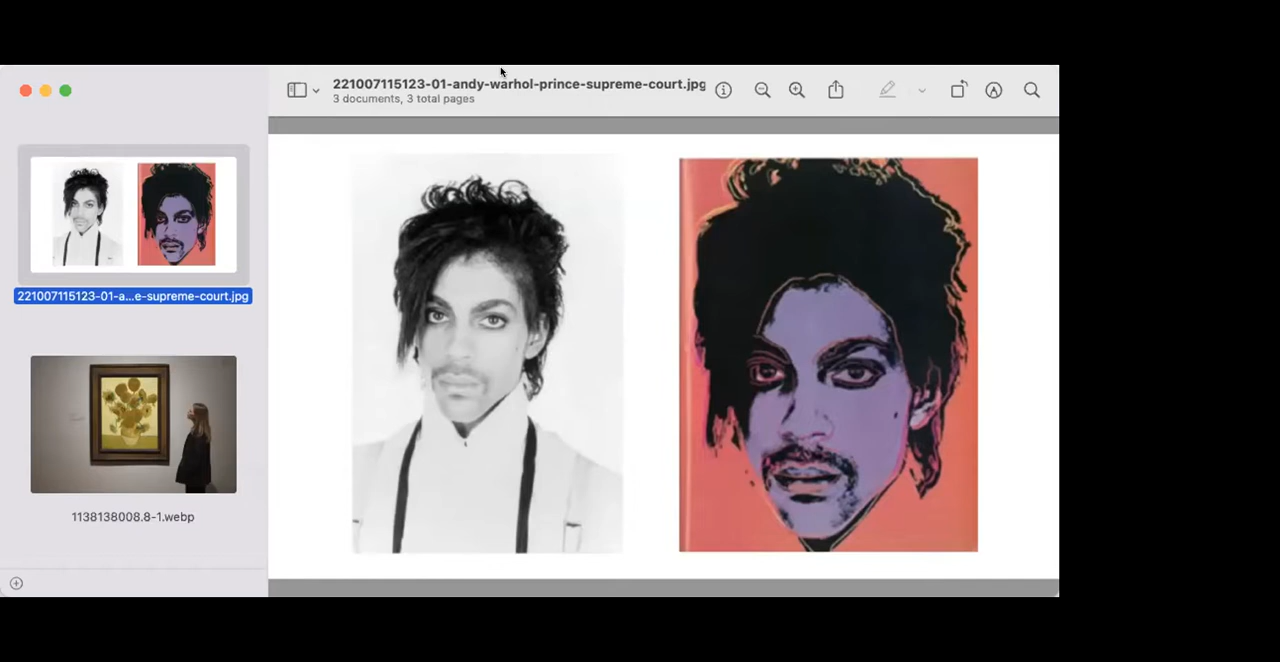 221007115123-01-andy-warhol-prince-supreme-court.jpg
3 documents, 3 total pages
221007115123-01-a...e-supreme-court.jpg
1138138008.8-1.webp